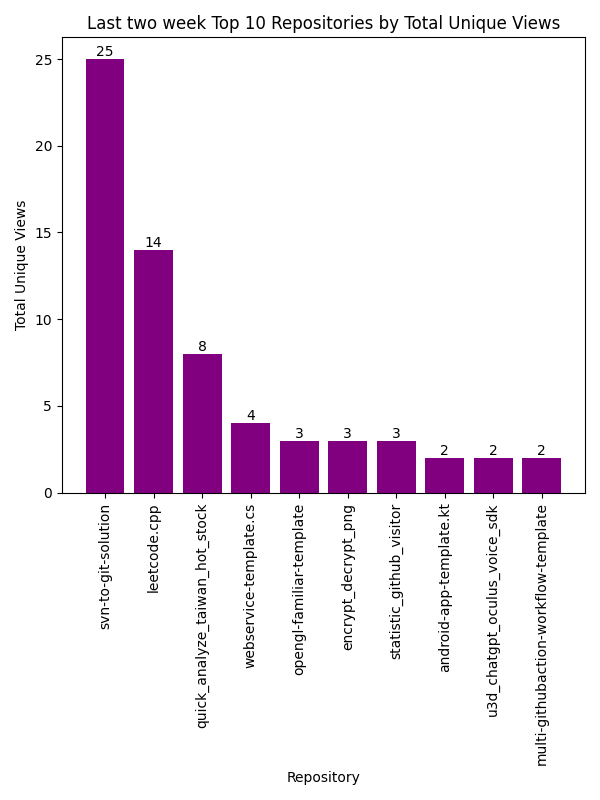 Last two week Top 10 Repositories by Total Unique Views
Total Unique Views
25
20
15
10
5
0
25
14
8
4
3
3
3
2
2
2
svn-to-git-solution
leetcode.cpp
quick_analyze_taiwan_hot_stock
webservice-template.cs
opengl-familiar-template
encrypt_decrypt_png
statistic_github_visitor
android-app-template.kt
u3d_chatgpt_oculus_voice_sdk
multi-githubaction-workflow-template
Repository